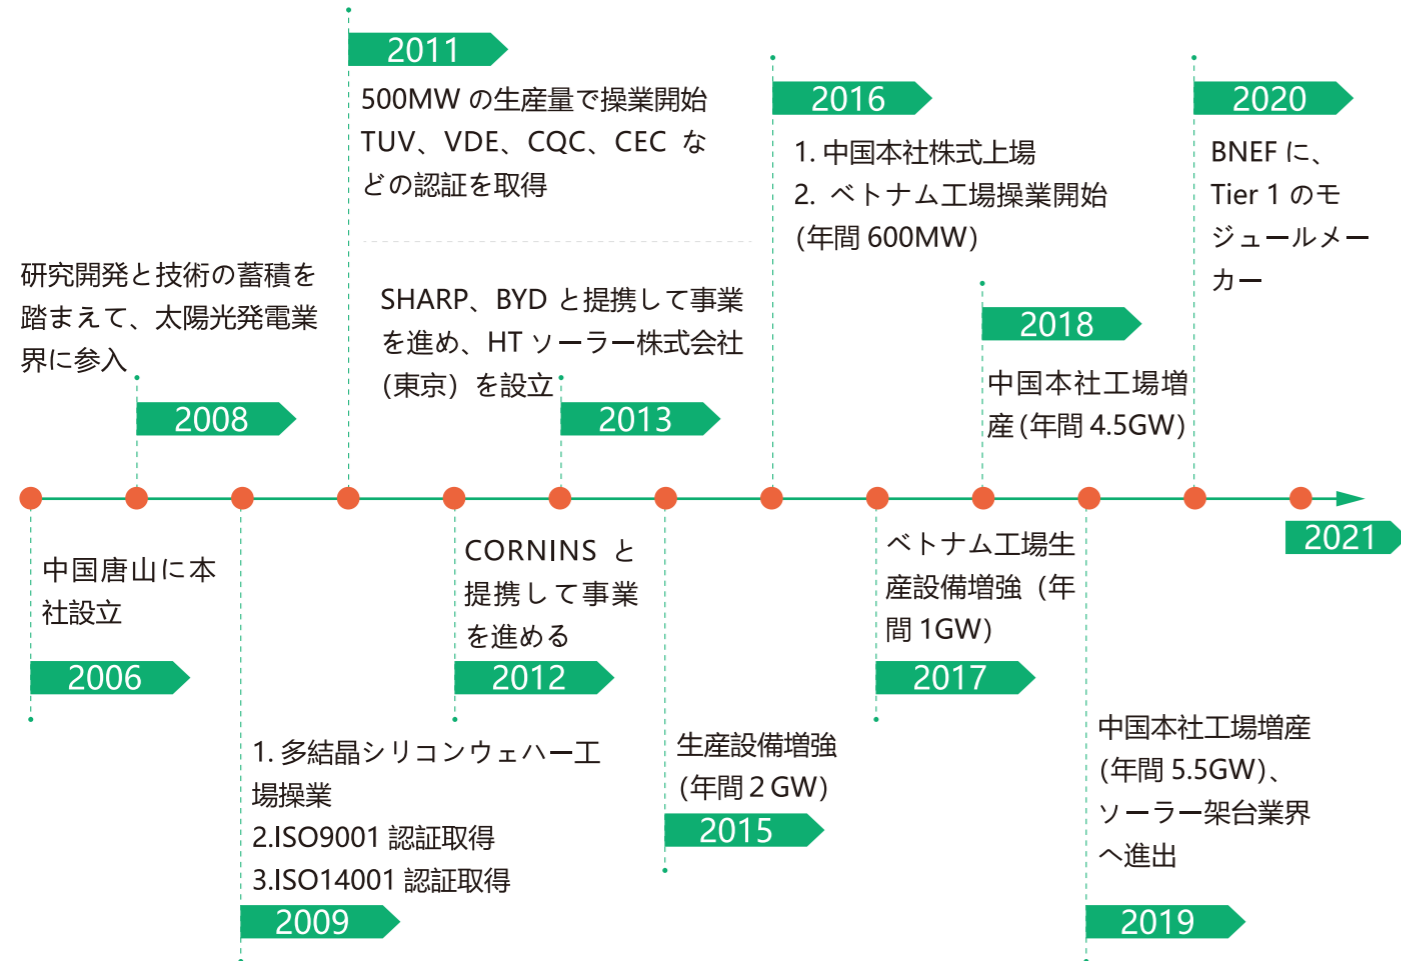 2011
500MW の生産量で操業開始
TUV、VDE、CQC、CEC な
どの認証を取得
2016
1. 中国本社株式上場
2. ベトナム工場操業開始
(年間 600MW)
2020
BNEF に、
Tier 1 のモ
ジュールメー
カー
研究開発と技術の蓄積を
踏まえて、太陽光発電業
界に参入
2008
SHARP、BYD と提携して事業
を進め、HT ソーラー株式会社
(東京) を設立
2013
2018
中国本社工場増
産 (年間 4.5GW)
2021
中国唐山に本
社設立
2006
CORNINS と
提携して事業
を進める
2012
ベトナム工場生
産設備増強 (年
間 1GW)
2017
1. 多結晶シリコンウェハー工
場操業
2.ISO9001 認証取得
3.ISO14001 認証取得
2009
生産設備増強
(年間 2 GW)
2015
中国本社工場増産
(年間 5.5GW)、
ソーラー架台業界
へ進出
2019